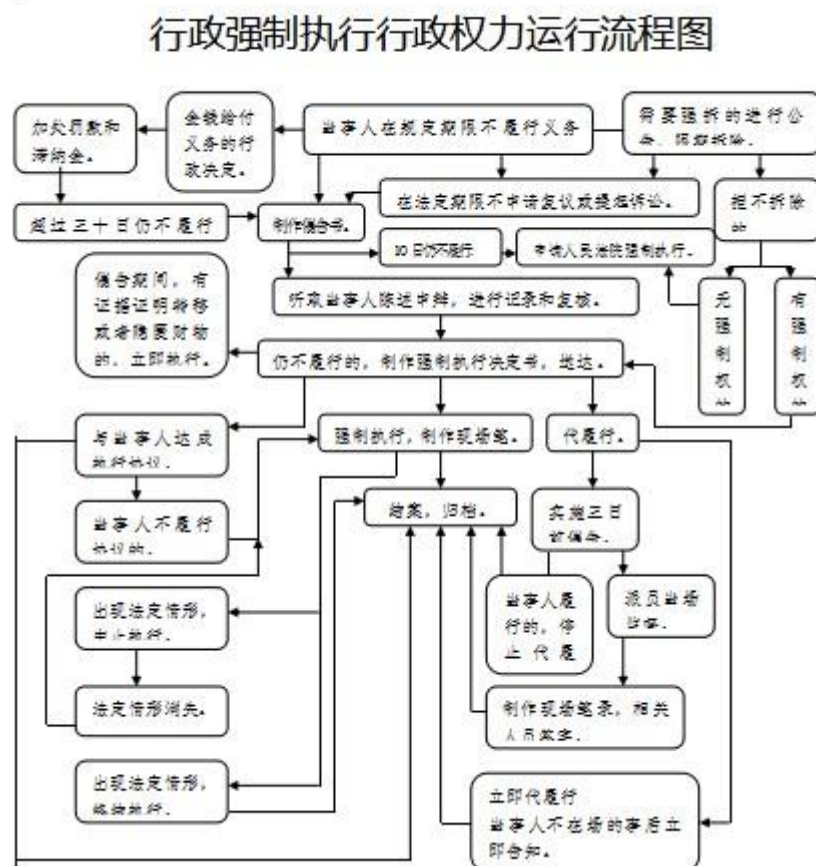 行政强制执行行政权力运行流程图
加处罚款和
滞纳金。
金钱给付
义务的行
政决定。
当事人在规定期限不履行义务
需要强拆的进行公
告，限期拆除。
超过三十日仍不履行
制作催告书。
在法定期限不申请复议或提起诉讼。
拒不拆除
的
10日仍不履行
申请人民法院强制执行。
催告期间，有
证据证明转移
或者隐匿财物
的，立即执行。
听取当事人陈述申辩，进行记录和复核。
无
强
制
权
的
有
强
制
权
的
仍不履行的，制作强制执行决定书，送达。
与当事人达成
执行协议。
强制执行，制作现场笔。
代履行。
当事人不履行
协议的。
结案，归档。
实施三日
前催告。
出现法定情形，
中止执行。
当事人履
行的，停
止代履
派员到场
监督。
法定情形消失。
制作现场笔录，相关
人员签字。
出现法定情形，
终结执行。
立即代履行
当事人不在场的事后立
即告知。